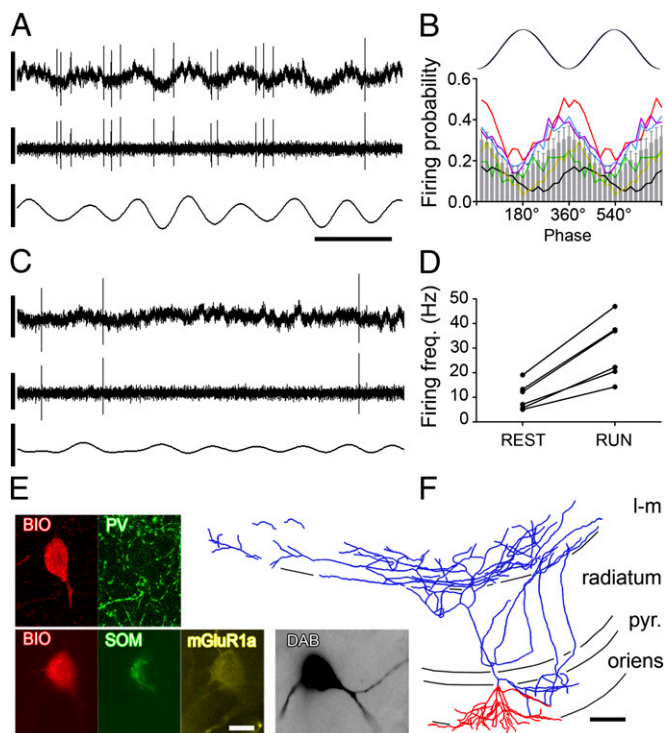 A
B
Firing probability
0.6
0.4
0.2
0.0
180° 360° 540°
Phase
C
D
Firing freq. (Hz)
50
40
30
20
10
0
REST RUN
E
BIO PV
BIO SOM mGluR1a DAB
F
l-m
radiatum
pyr.
oriens